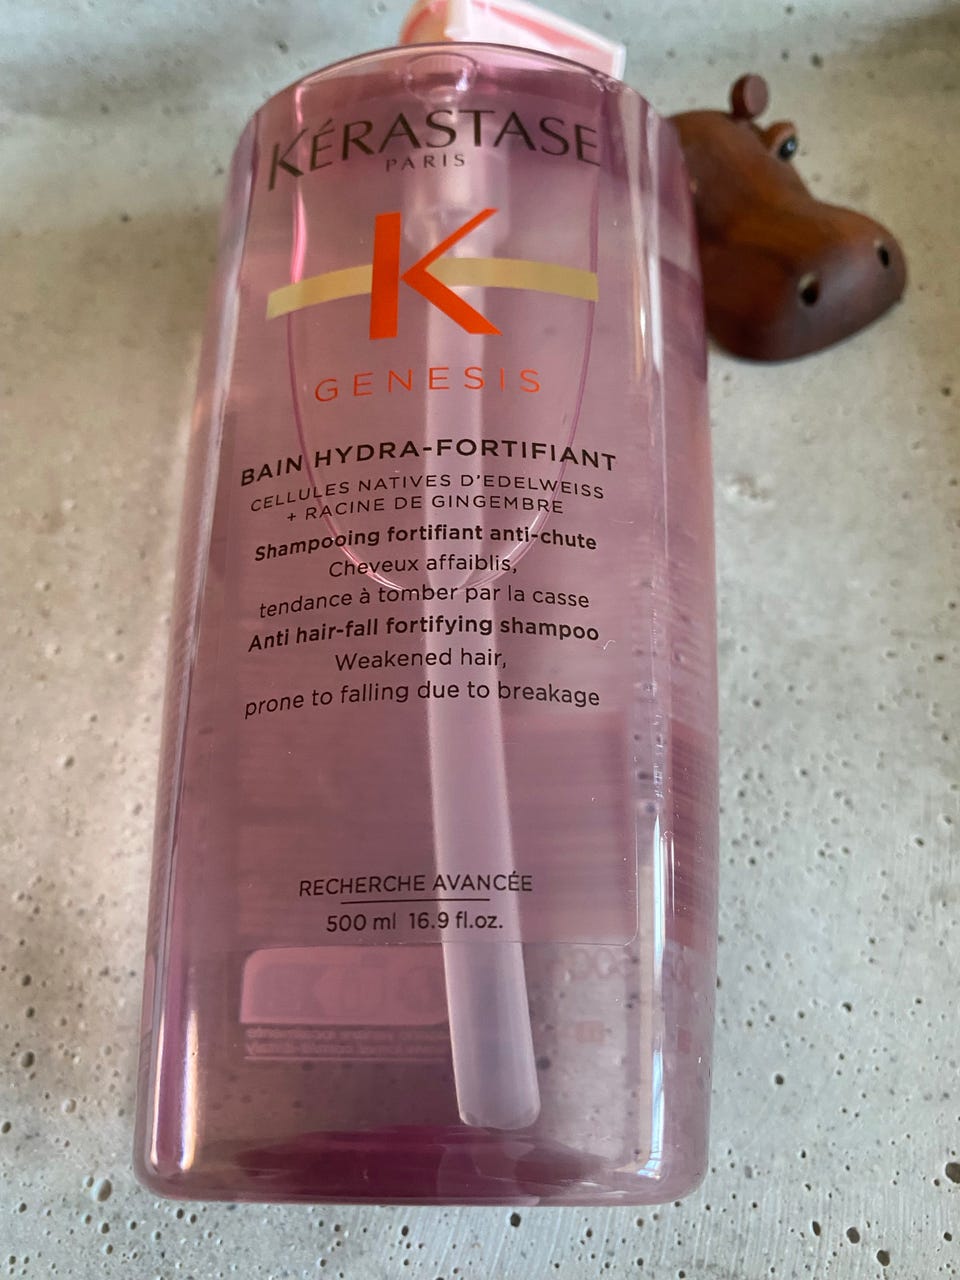 KÉRASTASE
PARIS
K
GENESIS
BAIN HYDRA-FORTIFIANT
CELLULES NATIVES D'EDELWEISS
+ RACINE DE GINGEMBRE
Shampooing fortifiant anti-chute
Cheveux affaiblis,
tendance à tomber par la casse
Anti hair-fall fortifying shampoo
Weakened hair,
prone to falling due to breakage
RECHERCHE AVANCÉE
500 ml 16.9 fl.oz.